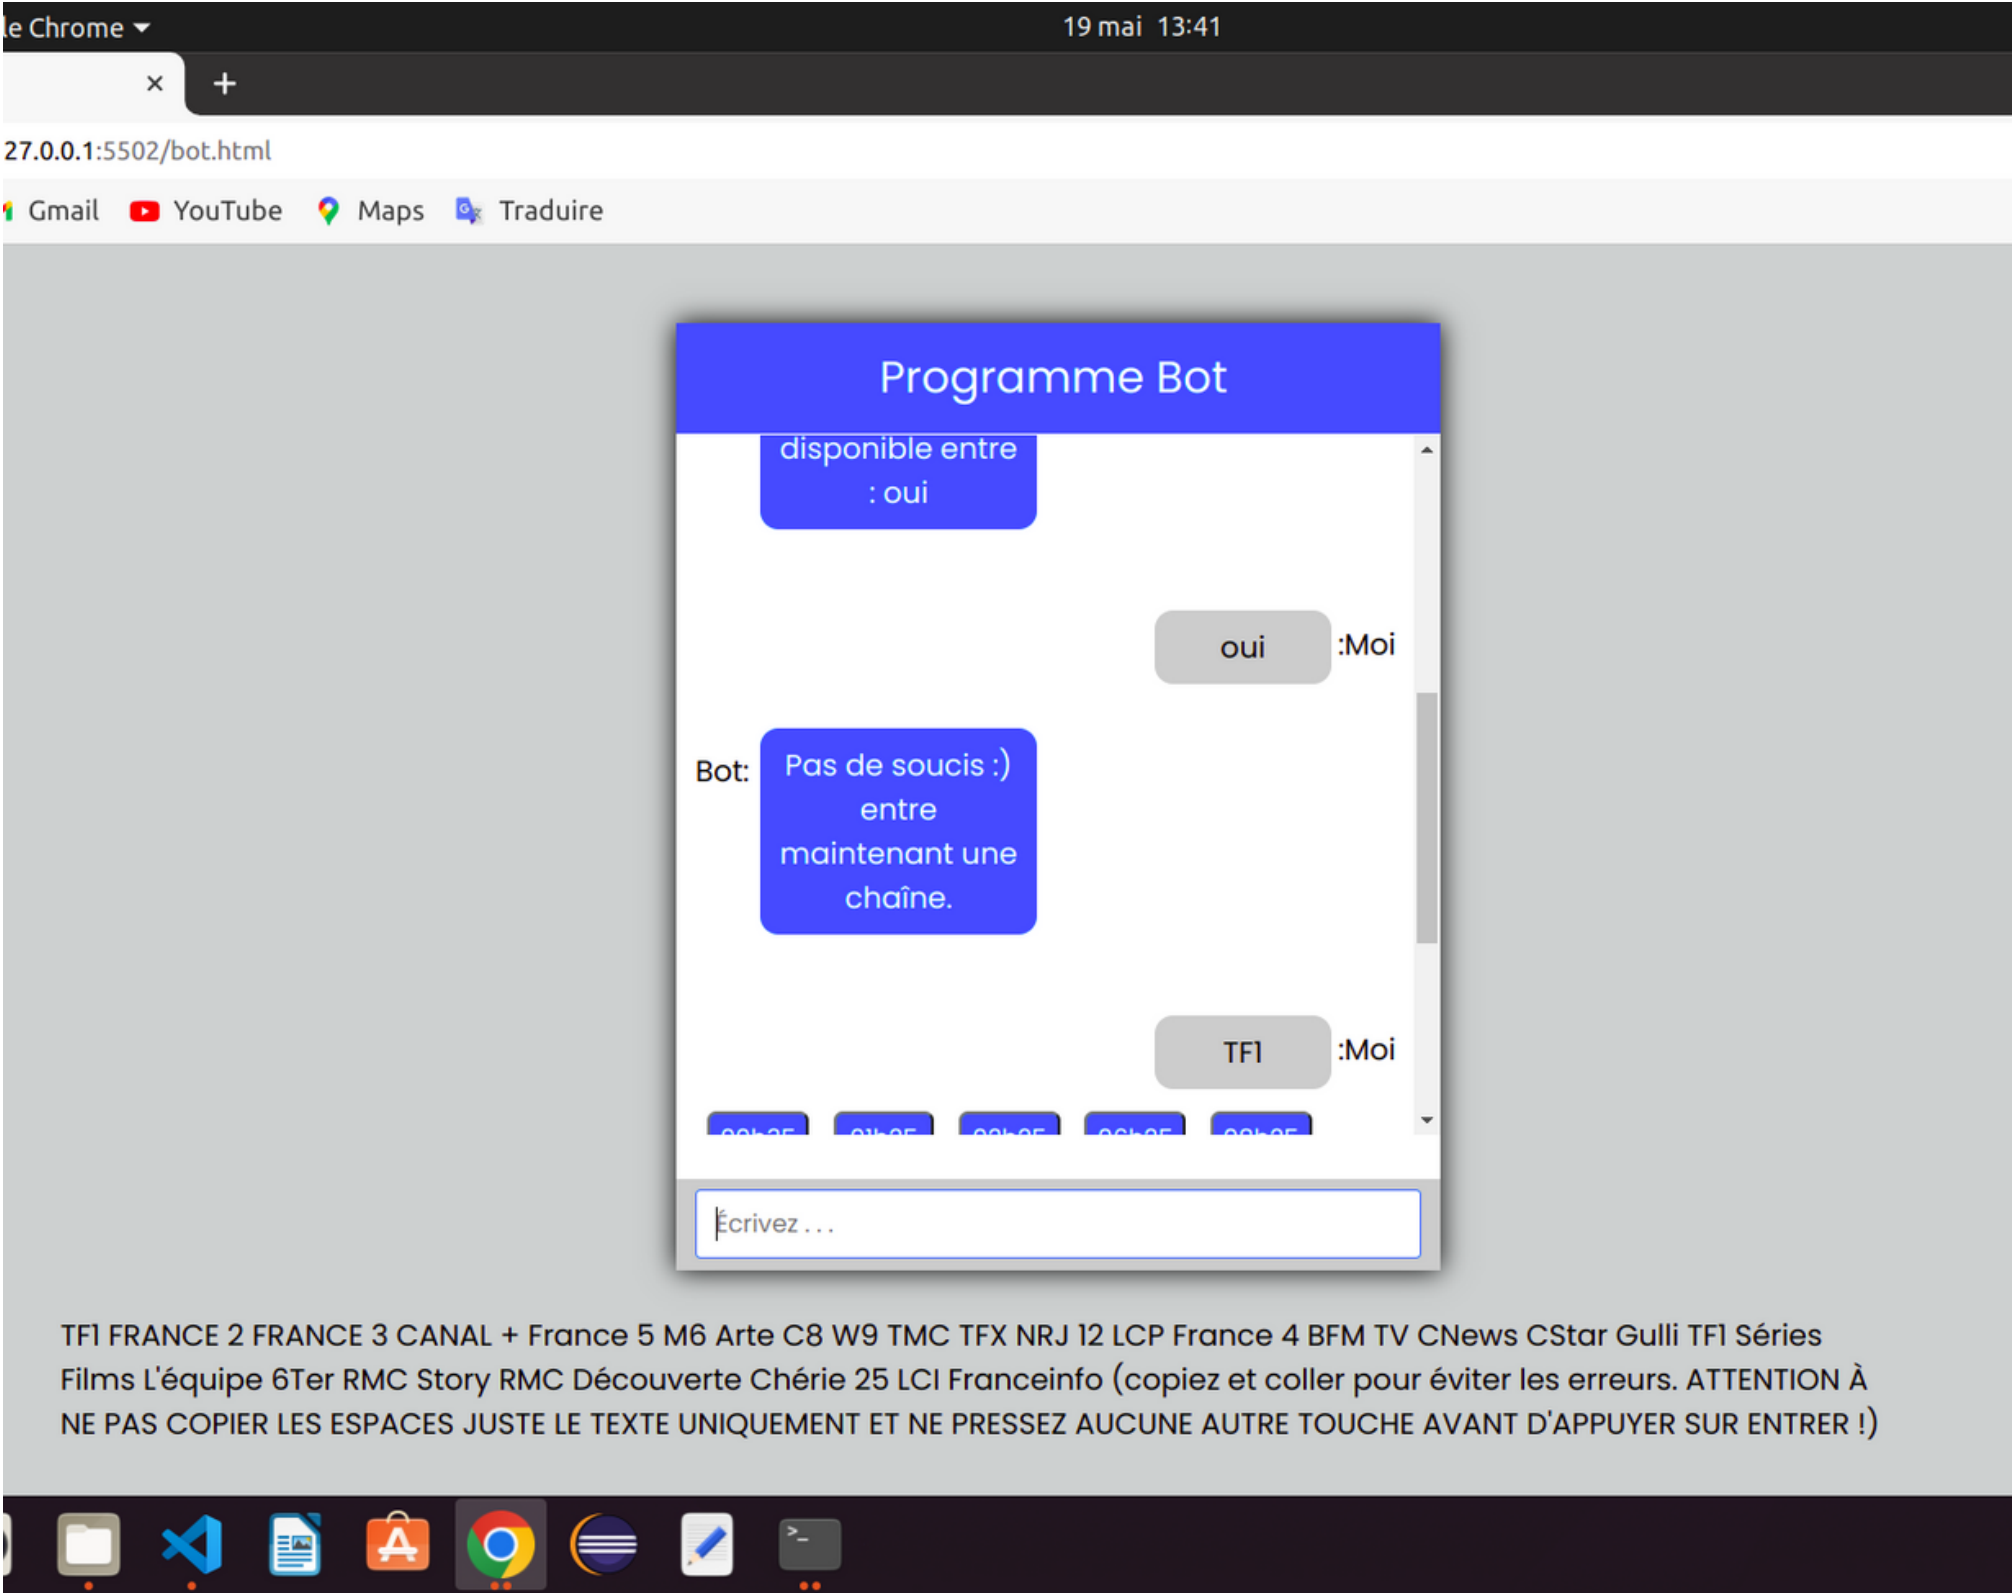 le Chrome
19 mai 13:41
27.0.0.1:5502/bot.html
Gmail YouTube Maps Traduire
Programme Bot
disponible entre
: oui
oui :Moi
Bot: Pas de soucis :)
entre
maintenant une
chaîne.
TF1 :Moi
Écrivez . . .
TF1 FRANCE 2 FRANCE 3 CANAL + France 5 M6 Arte C8 W9 TMC TFX NRJ 12 LCP France 4 BFM TV CNews CStar Gulli TF1 Séries
Films L'équipe 6Ter RMC Story RMC Découverte Chérie 25 LCI Franceinfo (copiez et coller pour éviter les erreurs. ATTENTION À
NE PAS COPIER LES ESPACES JUSTE LE TEXTE UNIQUEMENT ET NE PRESSEZ AUCUNE AUTRE TOUCHE AVANT D'APPUYER SUR ENTRER !)